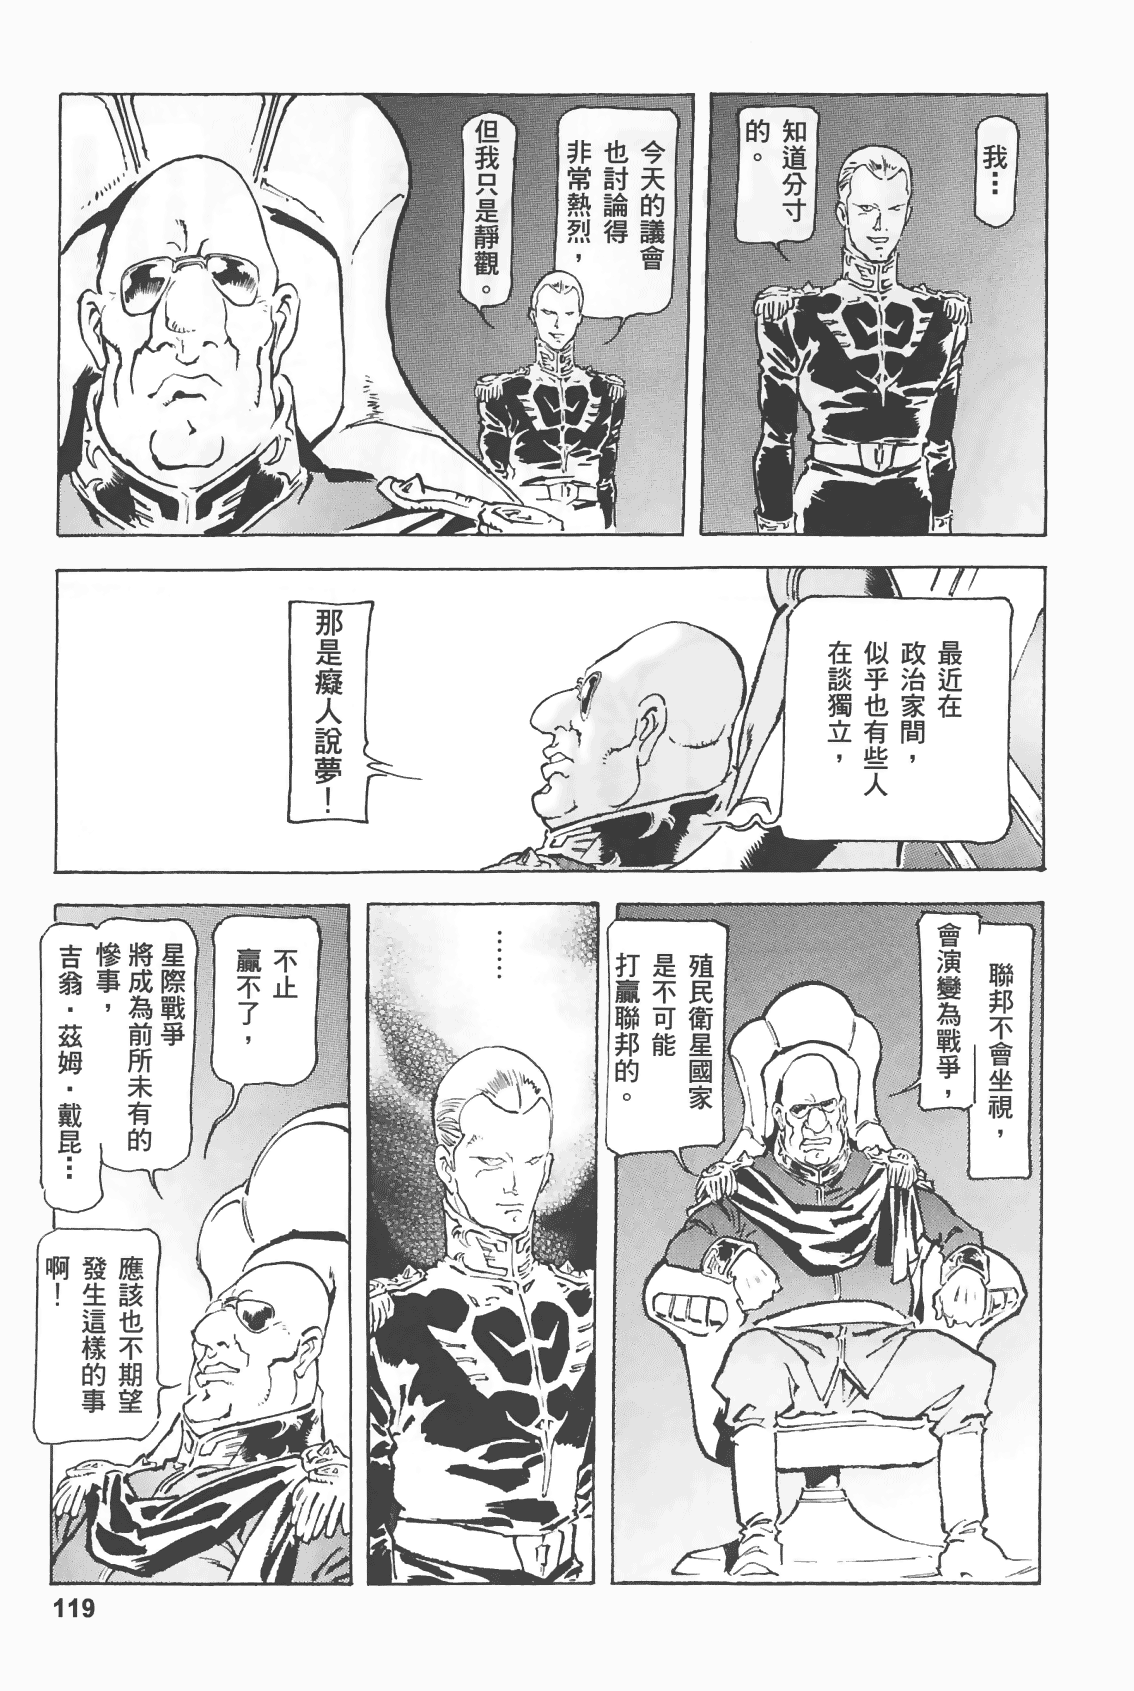 我…
知道分寸
的。
今天的議會
也討論得
非常熱烈，
但我只是靜觀。
最近在
政治家間，
似乎也有些人
在談獨立，
那是癡人說夢！
聯邦不會坐視，
會演變為戰爭，
殖民衛星國家
是不可能
打贏聯邦的。
……
不止
贏不了，
星際戰爭
將成為前所未有的
慘事，
吉翁．茲姆．戴昆…
應該也不期望
發生這樣的事
啊！
119